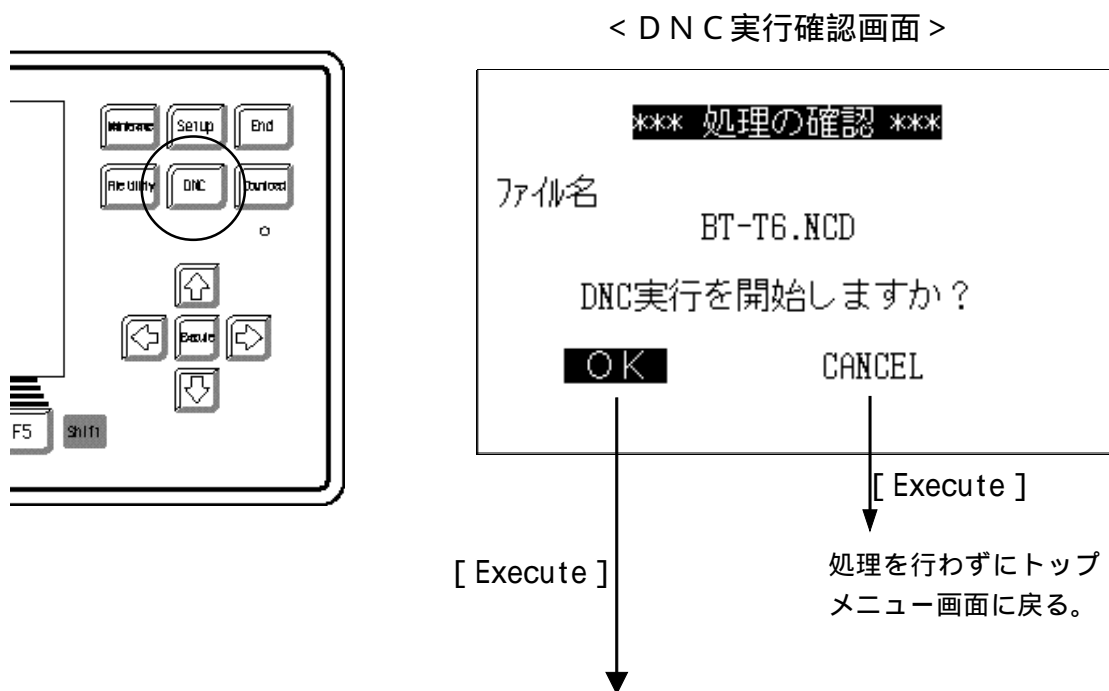 <DNC実行確認画面>
Setup
End
File Utility
DNC
Download
Execute
F5
Shift
*** 処理の確認 ***
ファイル名
BT-T6.NCD
DNC実行を開始しますか?
OK
CANCEL
[ Execute ]
[ Execute ]
処理を行わずにトップ
メニュー画面に戻る。